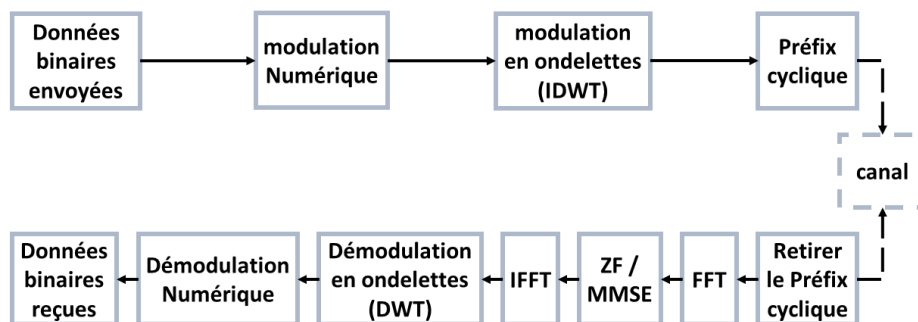 Données
binaires
envoyées
modulation
Numérique
modulation
en ondelettes
(IDWT)
Préfix
cyclique
canal
Données
binaires
reçues
Démodulation
Numérique
Démodulation
en ondelettes
(DWT)
IFFT
ZF /
MMSE
FFT
Retirer
le Préfix
cyclique